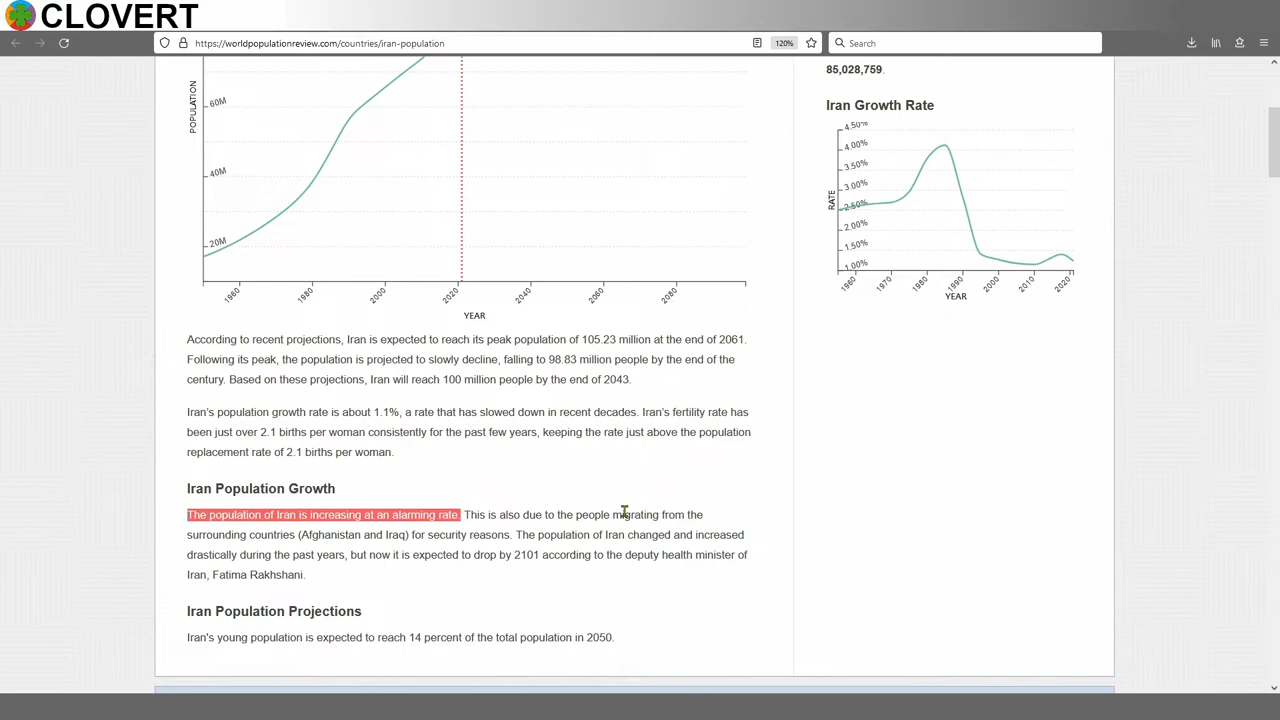 CLOVERT
https://worldpopulationreview.com/countries/iran-population
120%
Search
POPULATION
60M
40M
20M
1960
1980
2000
2020
2040
2060
2080
YEAR
85,028,759.
Iran Growth Rate
4.50%
4.00%
3.50%
3.00%
2.50%
2.00%
1.50%
1.00%
RATE
1960
1970
1980
1990
2000
2010
2020
YEAR
According to recent projections, Iran is expected to reach its peak population of 105.23 million at the end of 2061.
Following its peak, the population is projected to slowly decline, falling to 98.83 million people by the end of the
century. Based on these projections, Iran will reach 100 million people by the end of 2043.
Iran's population growth rate is about 1.1%, a rate that has slowed down in recent decades. Iran's fertility rate has
been just over 2.1 births per woman consistently for the past few years, keeping the rate just above the population
replacement rate of 2.1 births per woman.
Iran Population Growth
The population of Iran is increasing at an alarming rate. This is also due to the people migrating from the
surrounding countries (Afghanistan and Iraq) for security reasons. The population of Iran changed and increased
drastically during the past years, but now it is expected to drop by 2101 according to the deputy health minister of
Iran, Fatima Rakhshani.
Iran Population Projections
Iran's young population is expected to reach 14 percent of the total population in 2050.